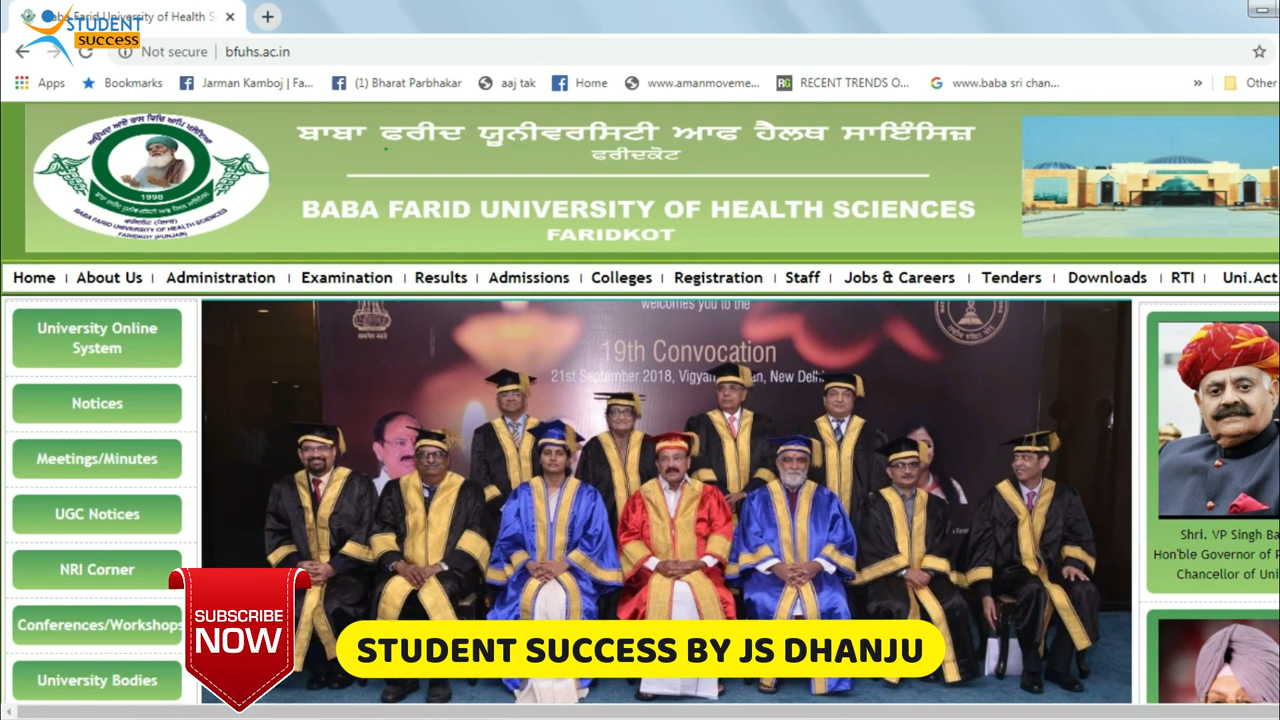 Baba Farid University of Health S
STUDENT
success
Not secure | bfuhs.ac.in
Apps Bookmarks Jarman Kamboj | Fa... (1) Bharat Parbhakar aaj tak Home www.amanmoveme... RECENT TRENDS O... www.baba sri chan... » Other
ਬਾਬਾ ਫਰੀਦ ਯੂਨੀਵਰਸਿਟੀ ਆਫ ਹੈਲਥ ਸਾਇੰਸਿਜ਼
ਫਰੀਦਕੋਟ
BABA FARID UNIVERSITY OF HEALTH SCIENCES
FARIDKOT
1998
BABA FARID UNIVERSITY OF HEALTH SCIENCES
FARIDKOT (PUNJAB)
Home | About Us | Administration | Examination | Results | Admissions | Colleges | Registration | Staff | Jobs & Careers | Tenders | Downloads | RTI | Uni.Act
University Online
System
Notices
Meetings/Minutes
UGC Notices
NRI Corner
Conferences/Workshops
University Bodies
welcomes you to the
19th Convocation
21st September 2018, Vigyan New Delhi
Shri. VP Singh Ba
Hon'ble Governor of P
Chancellor of Uni
SUBSCRIBE
NOW
STUDENT SUCCESS BY JS DHANJU